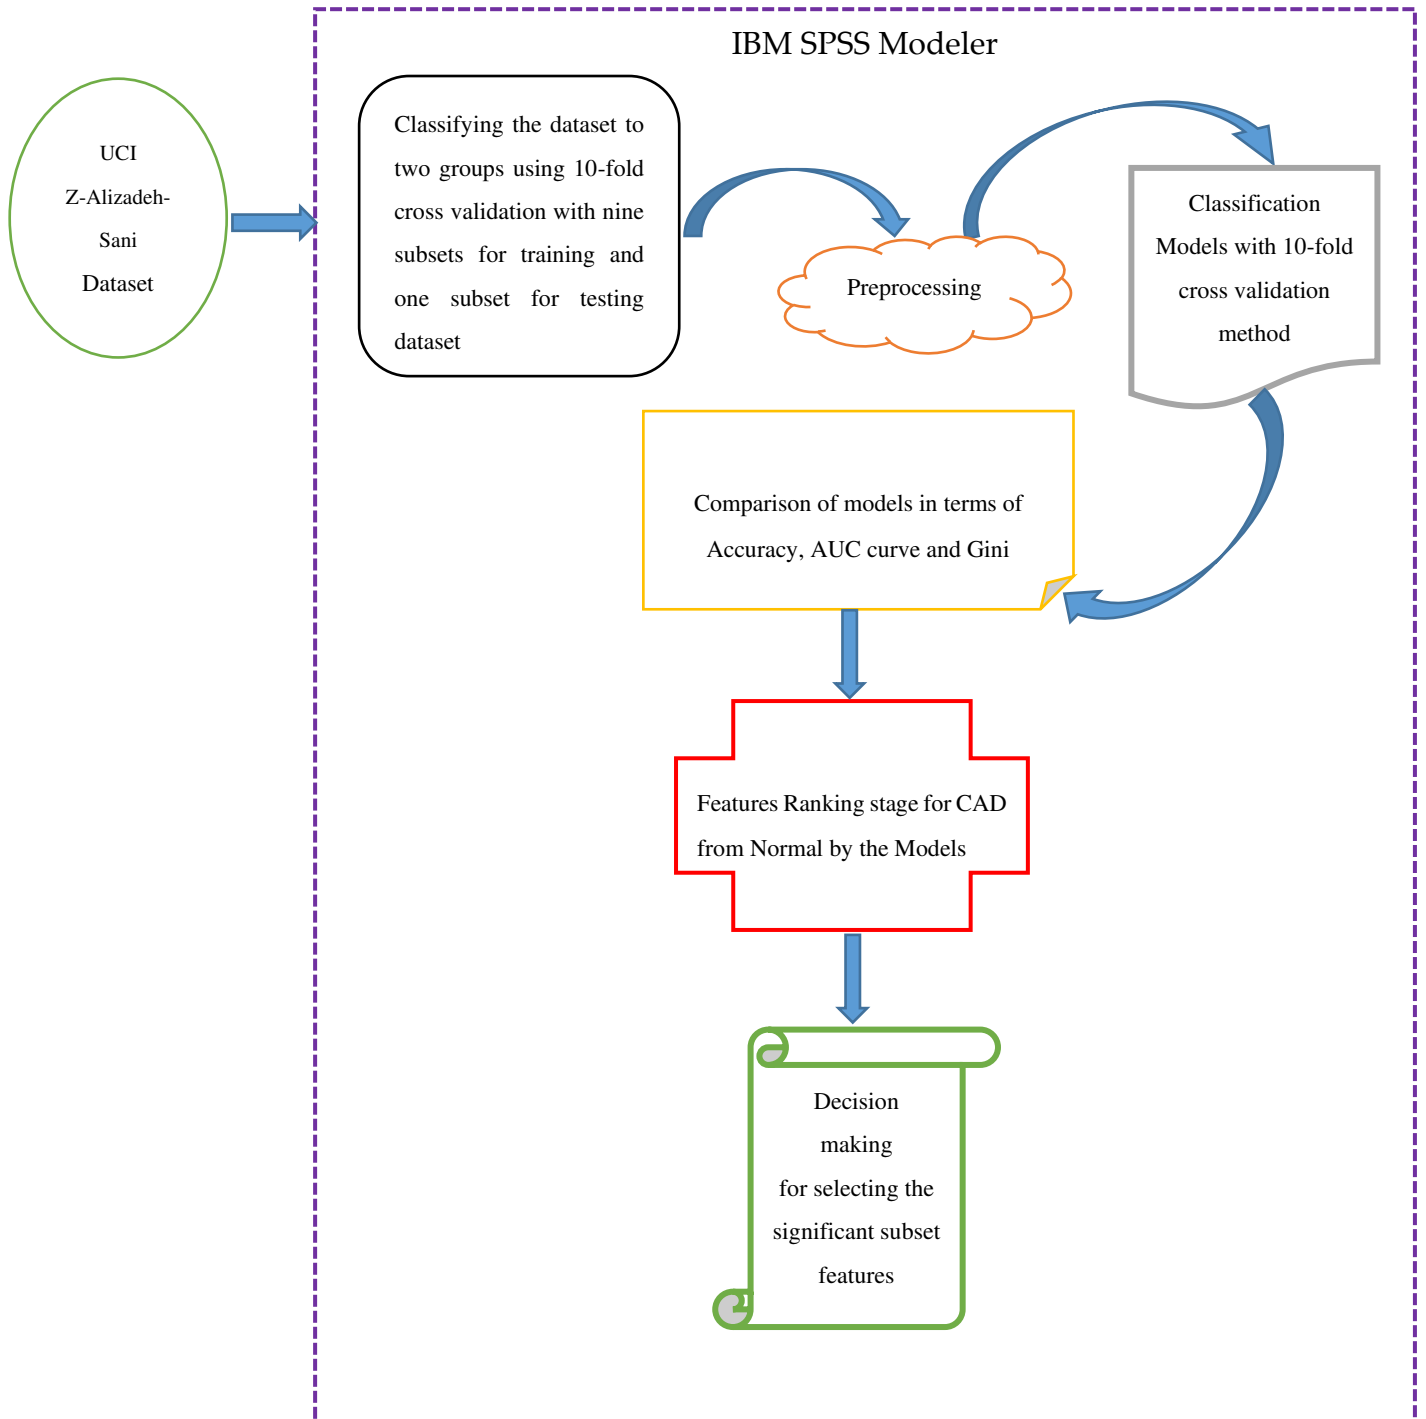 IBM SPSS Modeler
UCI
Z-Alizadeh-
Sani
Dataset
Classifying the dataset to
two groups using 10-fold
cross validation with nine
subsets for training and
one subset for testing
dataset
Preprocessing
Classification
Models with 10-fold
cross validation
method
Comparison of models in terms of
Accuracy, AUC curve and Gini
Features Ranking stage for CAD
from Normal by the Models
Decision
making
for selecting the
significant subset
features